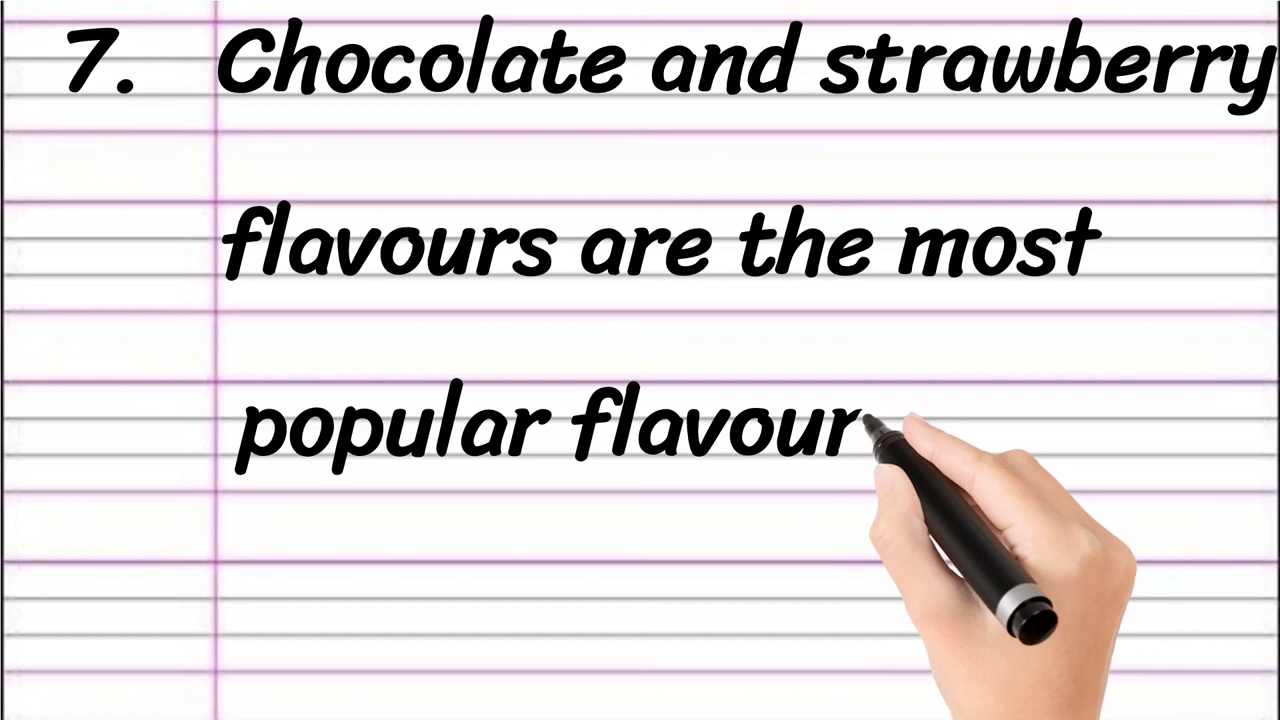 7. Chocolate and strawberry
flavours are the most
popular flavour